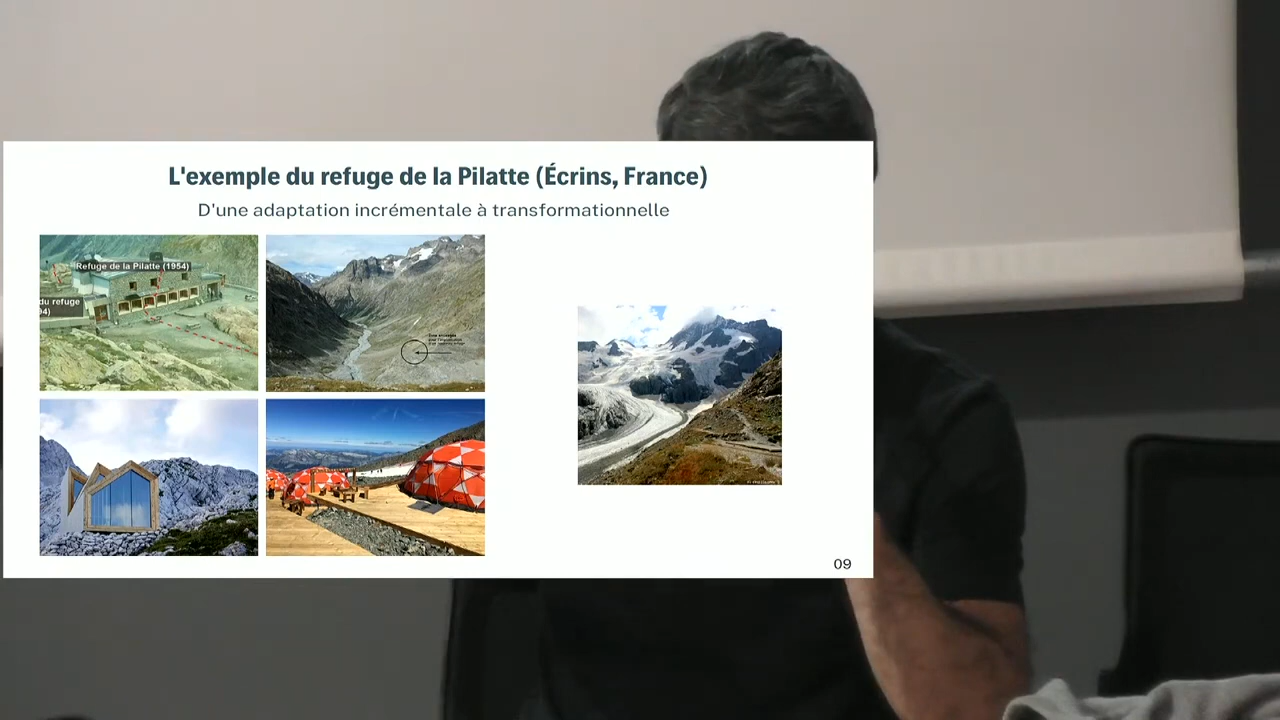 L'exemple du refuge de la Pilatte (Écrins, France)
D'une adaptation incrémentale à transformationnelle
Refuge de la Pilatte (1954)
du refuge
94)
09